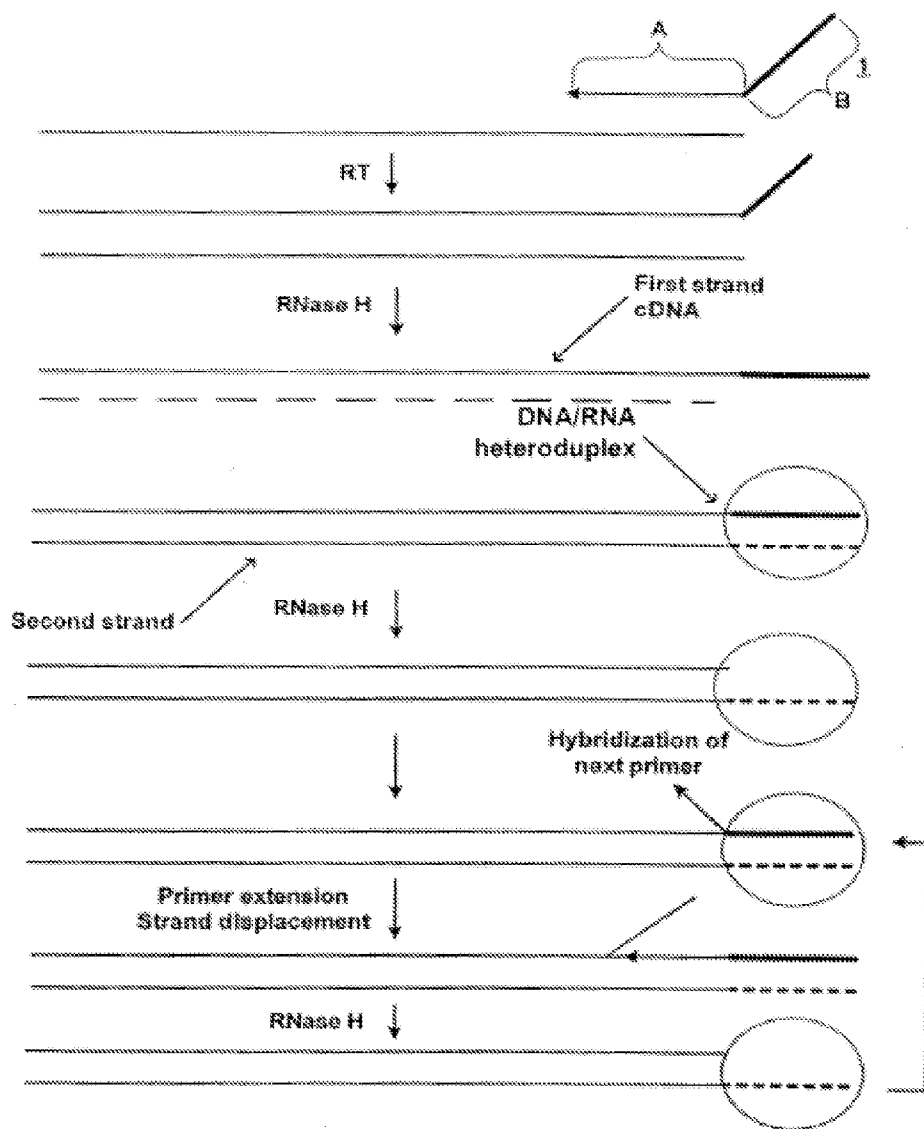 A
1
B
RT
RNase H
First strand
cDNA
DNA/RNA
heteroduplex
Second strand
RNase H
Hybridization of
next primer
Primer extension
Strand displacement
RNase H